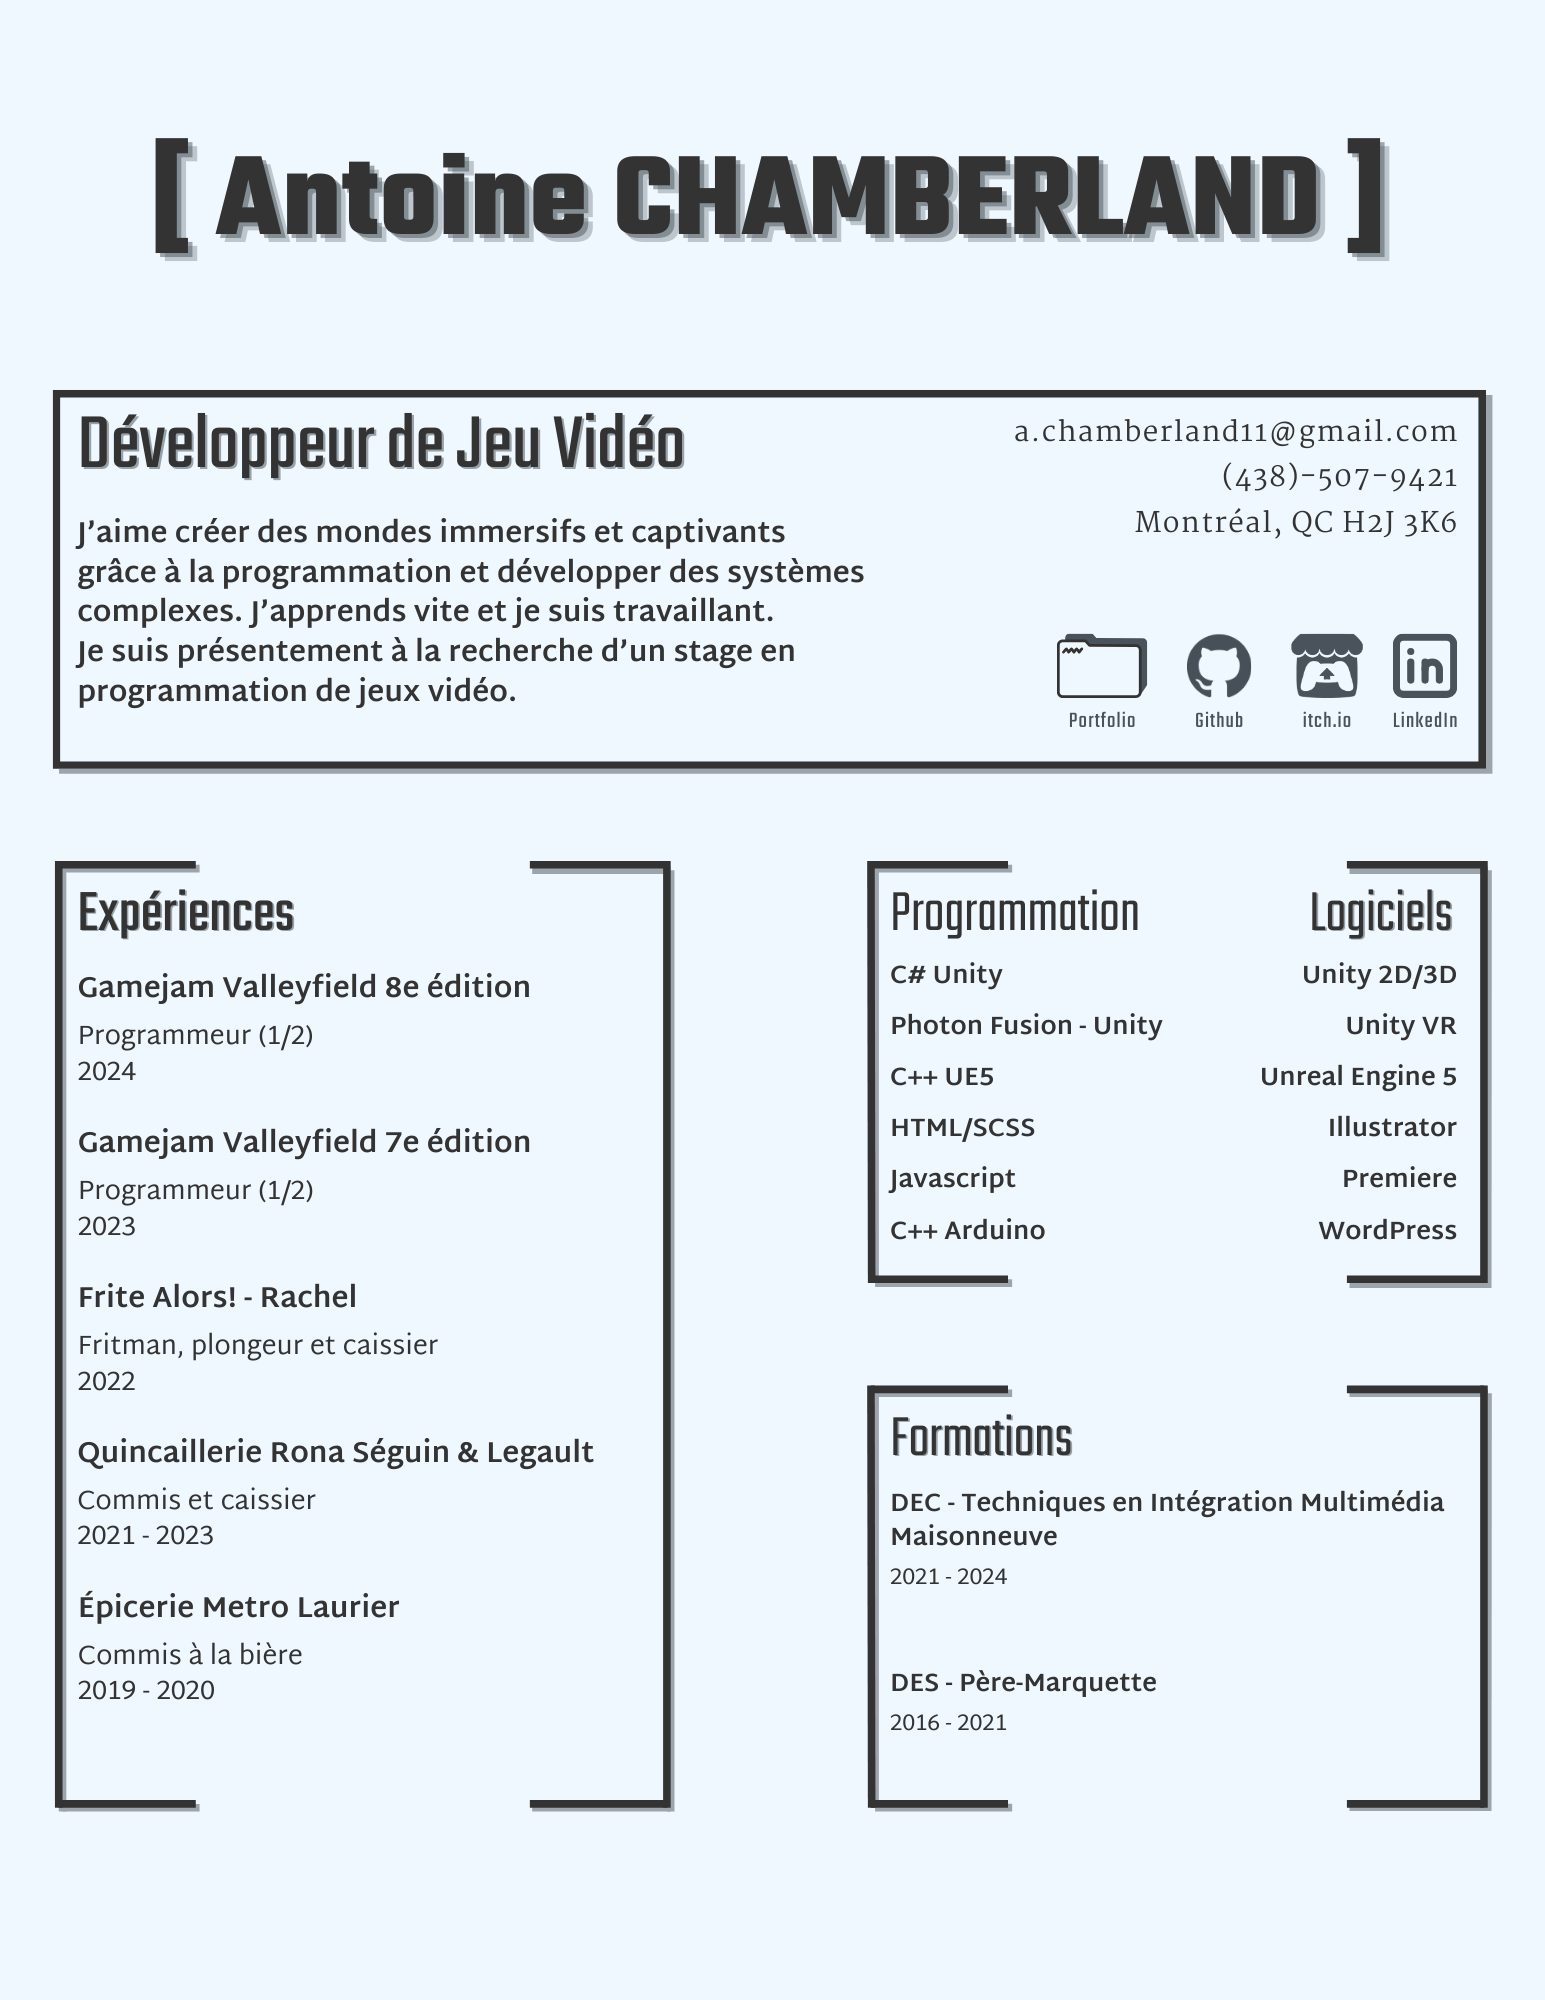 [ Antoine CHAMBERLAND ]
Développeur de Jeu Vidéo
J’aime créer des mondes immersifs et captivants
grâce à la programmation et développer des systèmes
complexes. J’apprends vite et je suis travaillant.
Je suis présentement à la recherche d’un stage en
programmation de jeux vidéo.
a.chamberland11@gmail.com
(438)-507-9421
Montréal, QC H2J 3K6
Portfolio
Github
itch.io
LinkedIn
Expériences
Gamejam Valleyfield 8e édition
Programmeur (1/2)
2024
Gamejam Valleyfield 7e édition
Programmeur (1/2)
2023
Frite Alors! - Rachel
Fritman, plongeur et caissier
2022
Quincaillerie Rona Séguin & Legault
Commis et caissier
2021 - 2023
Épicerie Metro Laurier
Commis à la bière
2019 - 2020
Programmation
C# Unity
Photon Fusion - Unity
C++ UE5
HTML/SCSS
Javascript
C++ Arduino
Logiciels
Unity 2D/3D
Unity VR
Unreal Engine 5
Illustrator
Premiere
WordPress
Formations
DEC - Techniques en Intégration Multimédia
Maisonneuve
2021 - 2024
DES - Père-Marquette
2016 - 2021